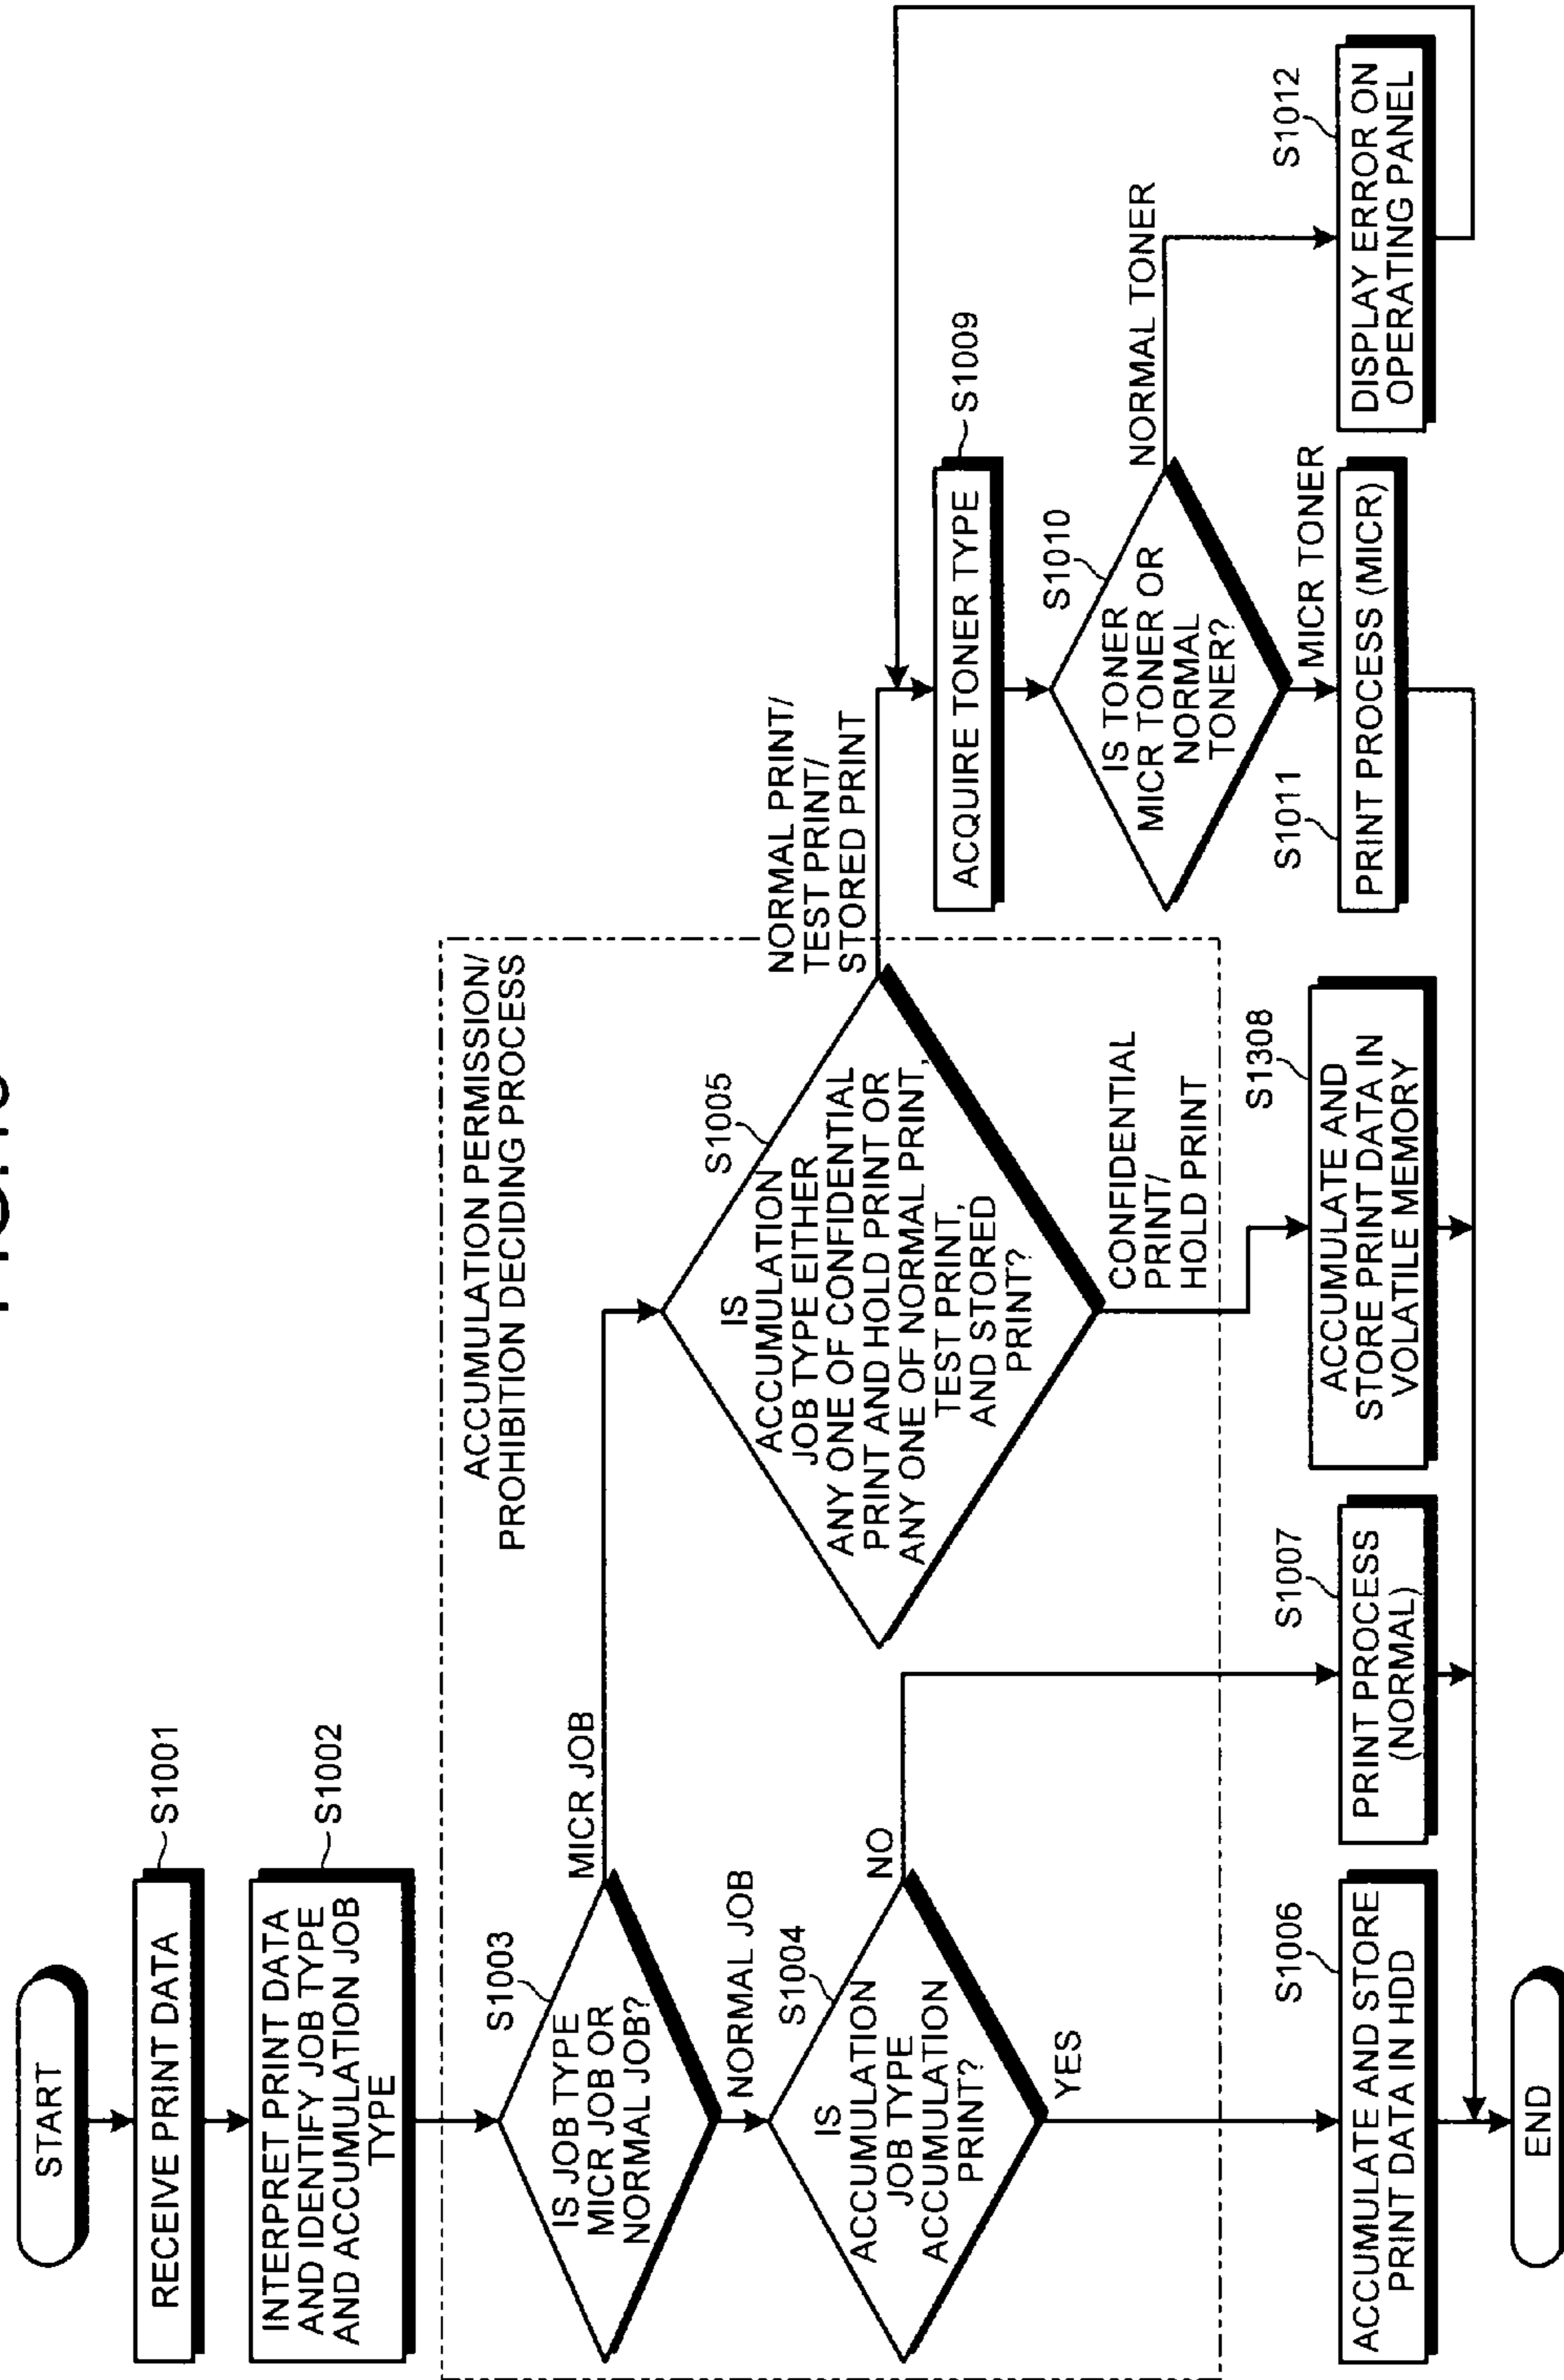 START
RECEIVE PRINT DATA
S1001
INTERPRET PRINT DATA
AND IDENTIFY JOB TYPE
AND ACCUMULATION JOB
TYPE
S1002
ACCUMULATION PERMISSION/
PROHIBITION DECIDING PROCESS
S1003
IS JOB TYPE
MICR JOB OR
NORMAL JOB?
MICR JOB
NORMAL JOB
S1004
IS
ACCUMULATION
JOB TYPE
ACCUMULATION
PRINT?
NO
YES
S1005
IS
ACCUMULATION
JOB TYPE EITHER
ANY ONE OF CONFIDENTIAL
PRINT AND HOLD PRINT OR
ANY ONE OF NORMAL PRINT,
TEST PRINT,
AND STORED
PRINT?
NORMAL PRINT/
TEST PRINT/
STORED PRINT
CONFIDENTIAL
PRINT/
HOLD PRINT
ACQUIRE TONER TYPE
S1009
S1010
IS TONER
MICR TONER OR
NORMAL
TONER?
NORMAL TONER
MICR TONER
S1006
ACCUMULATE AND STORE
PRINT DATA IN HDD
S1007
PRINT PROCESS
(NORMAL)
S1308
ACCUMULATE AND
STORE PRINT DATA IN
VOLATILE MEMORY
S1011
PRINT PROCESS (MICR)
S1012
DISPLAY ERROR ON
OPERATING PANEL
END